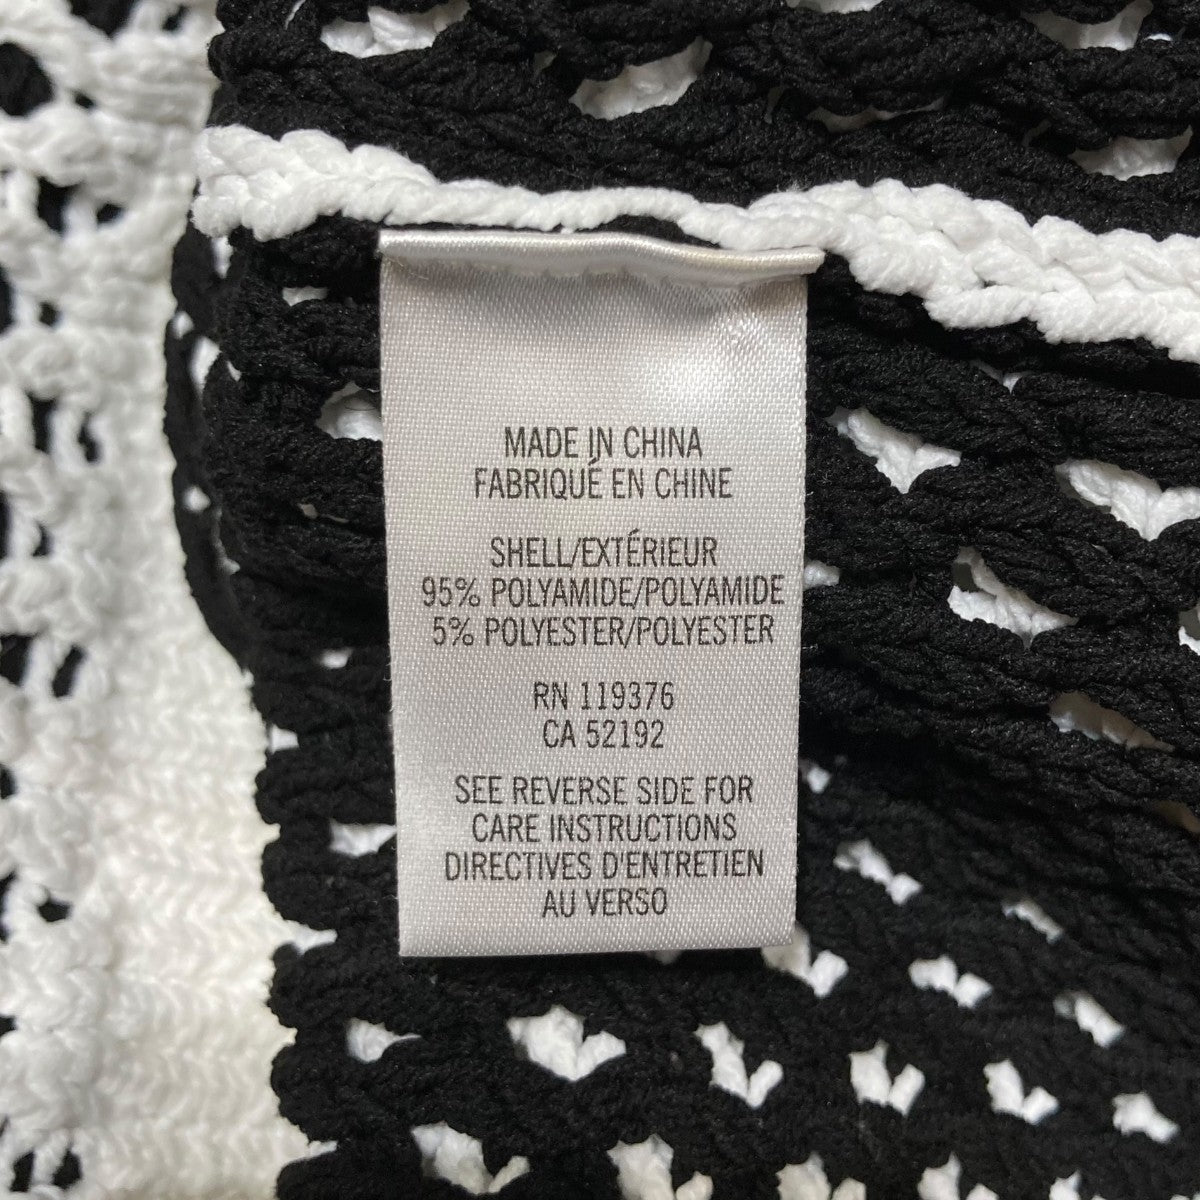 MADE IN CHINA
FABRIQUÉ EN CHINE
SHELL/EXTÉRIEUR
95% POLYAMIDE/POLYAMIDE
5% POLYESTER/POLYESTER
RN 119376
CA 52192
SEE REVERSE SIDE FOR
CARE INSTRUCTIONS
DIRECTIVES D'ENTRETIEN
AU VERSO